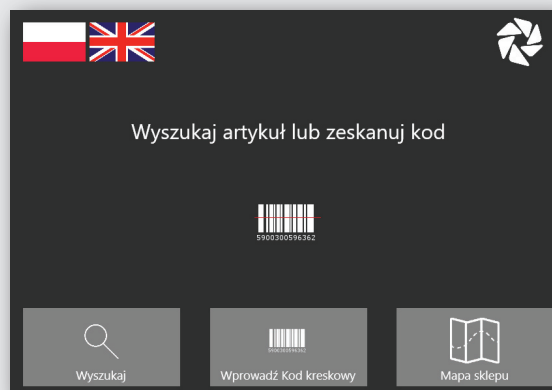 Wyszukaj artykuł lub zeskanuj kod
5900300596362
Wyszukaj
Wprowadź Kod kreskowy
Mapa sklepu